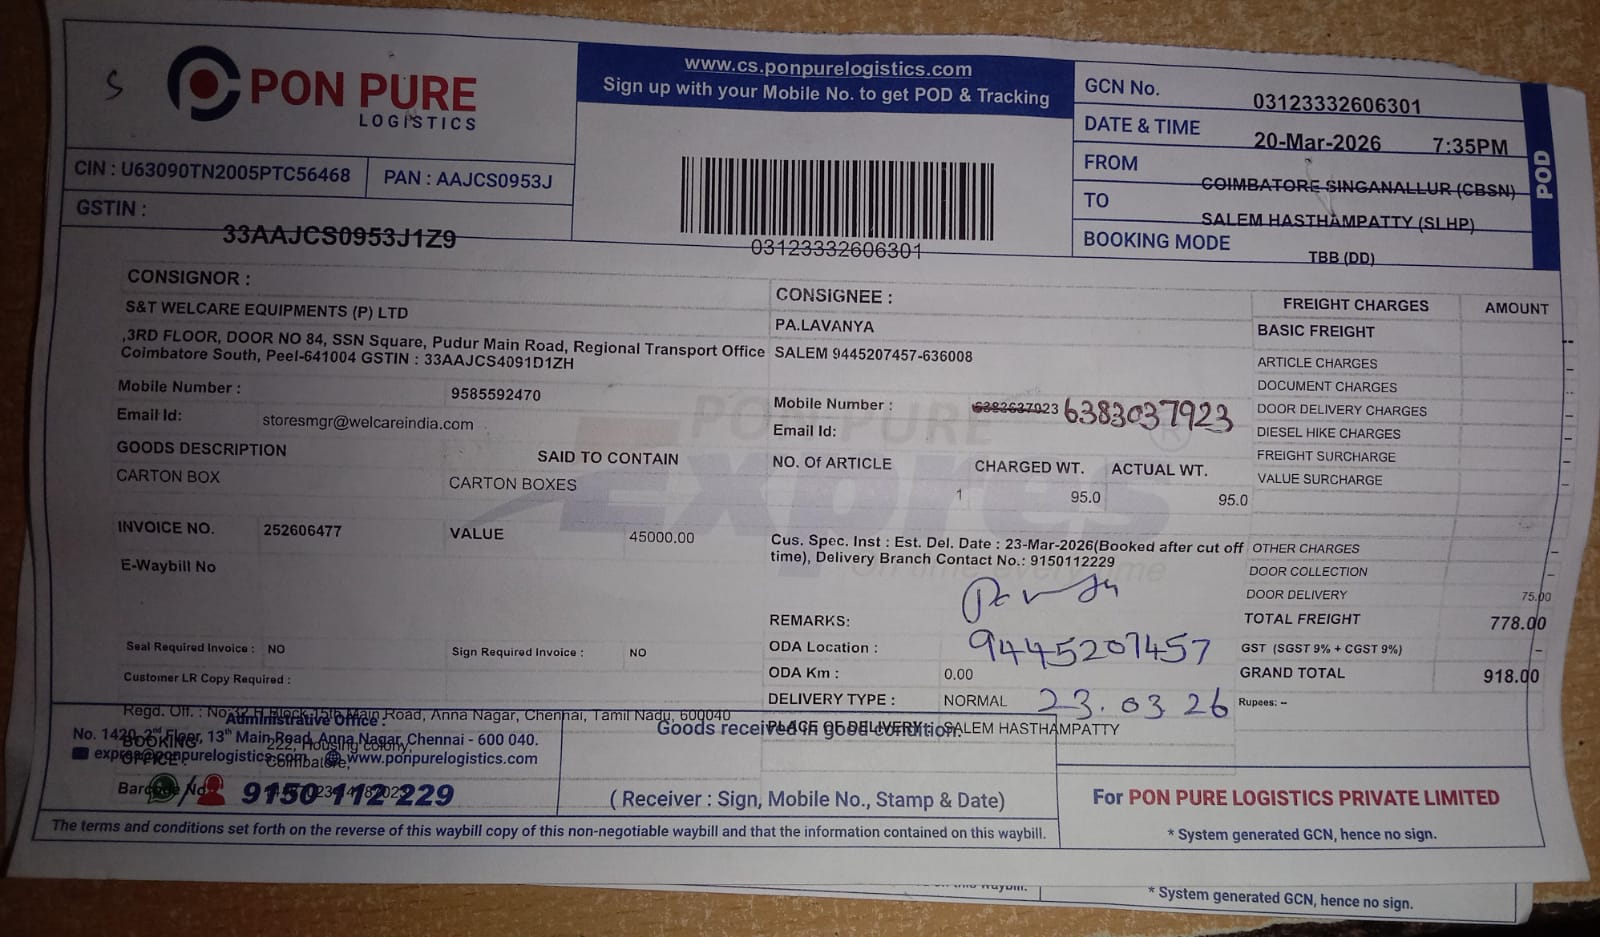 S
PON PURE
LOGISTICS
www.cs.ponpurelogistics.com
Sign up with your Mobile No. to get POD & Tracking
GCN No. 03123332606301
DATE & TIME 20-Mar-2026 7:35PM
FROM COIMBATORE SINGANALLUR (CBSN)
TO SALEM HASTHAMPATTY (SLHP)
BOOKING MODE TBB (DD)
POD
CIN : U63090TN2005PTC56468 PAN : AAJCS0953J
GSTIN :
33AAJCS0953J1Z9
03123332606301
CONSIGNOR :
S&T WELCARE EQUIPMENTS (P) LTD
,3RD FLOOR, DOOR NO 84, SSN Square, Pudur Main Road, Regional Transport Office
Coimbatore South, Peel-641004 GSTIN : 33AAJCS4091D1ZH
Mobile Number : 9585592470
Email Id: storesmgr@welcareindia.com
CONSIGNEE :
PA.LAVANYA
SALEM 9445207457-636008
Mobile Number : 6383037923
Email Id:
GOODS DESCRIPTION SAID TO CONTAIN
CARTON BOX CARTON BOXES
NO. Of ARTICLE CHARGED WT. ACTUAL WT.
1 95.0 95.0
INVOICE NO. 252606477 VALUE 45000.00
E-Waybill No
Cus. Spec. Inst : Est. Del. Date : 23-Mar-2026(Booked after cut off
time), Delivery Branch Contact No.: 9150112229
PON PURE
Expres
On time every time
REMARKS:
ODA Location : 9445207457
ODA Km : 0.00
DELIVERY TYPE : NORMAL 23.03 26
PLACE OF DELIVERY : SALEM HASTHAMPATTY
Seal Required Invoice : NO Sign Required Invoice : NO
Customer LR Copy Required :
FREIGHT CHARGES AMOUNT
BASIC FREIGHT --
ARTICLE CHARGES --
DOCUMENT CHARGES --
DOOR DELIVERY CHARGES --
DIESEL HIKE CHARGES --
FREIGHT SURCHARGE --
VALUE SURCHARGE --
OTHER CHARGES --
DOOR COLLECTION --
DOOR DELIVERY 75.00
TOTAL FREIGHT 778.00
GST (SGST 9% + CGST 9%) --
GRAND TOTAL 918.00
Rupees: --
Regd. Off. : No:32,H Block,15th Main Road, Anna Nagar, Chennai, Tamil Nadu, 600040
Administrative Office :
No. 1420, 2nd Floor, 13th Main Road, Anna Nagar, Chennai - 600 040.
BOOKING OFFICE : 222, Housing colony, Coimbatore,
www.ponpurelogistics.com
9150 112 229
Goods received in good condition.
( Receiver : Sign, Mobile No., Stamp & Date)
For PON PURE LOGISTICS PRIVATE LIMITED
* System generated GCN, hence no sign.
The terms and conditions set forth on the reverse of this waybill copy of this non-negotiable waybill and that the information contained on this waybill.
* System generated GCN, hence no sign.